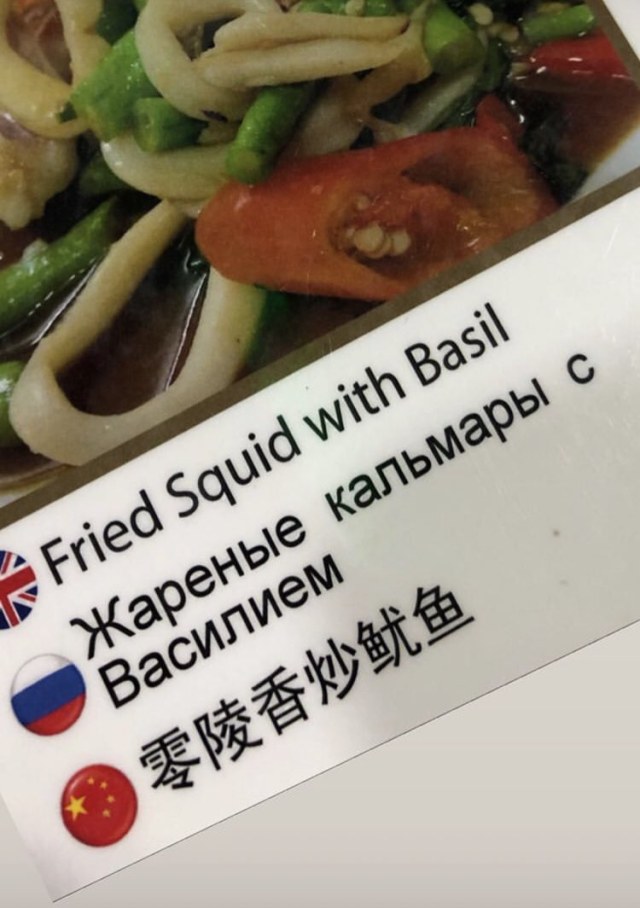 Fried Squid with Basil
Жареные кальмары с
Василием
零陵香炒鱿鱼